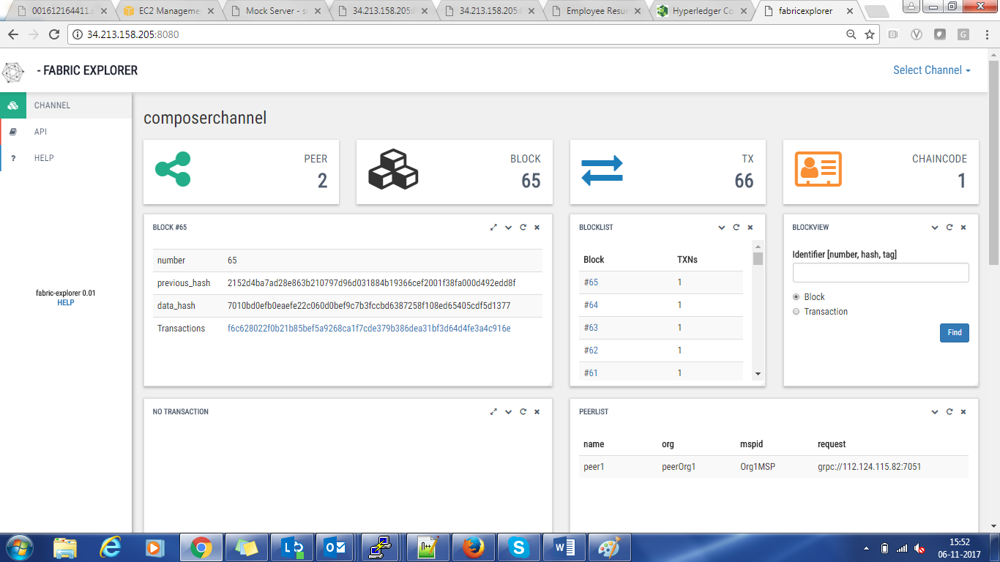 001612164411.s
EC2 Manageme
Mock Server - si
34.213.158.205:8
34.213.158.205:8
Employee Resu
Hyperledger Co
fabricexplorer
34.213.158.205:8080
- FABRIC EXPLORER
Select Channel
CHANNEL
API
HELP
fabric-explorer 0.01
HELP
composerchannel
PEER
2
BLOCK
65
TX
66
CHAINCODE
1
BLOCK #65
number 65
previous_hash 2152d4ba7ad28e863b210797d96d031884b19366cef2001f38fa000d492edd8f
data_hash 7010bd0efb0eaefe22c060d0bef9c7b3fccbd6387258f108ed65405cdf5d1377
Transactions f6c628022f0b21b85bef5a9268ca1f7cde379b386dea31bf3d64d4fe3a4c916e
BLOCKLIST
Block TXNs
#65 1
#64 1
#63 1
#62 1
#61 1
BLOCKVIEW
Identifier [number, hash, tag]
Block
Transaction
Find
NO TRANSACTION
PEERLIST
name org mspid request
peer1 peerOrg1 Org1MSP grpc://112.124.115.82:7051
15:52
06-11-2017